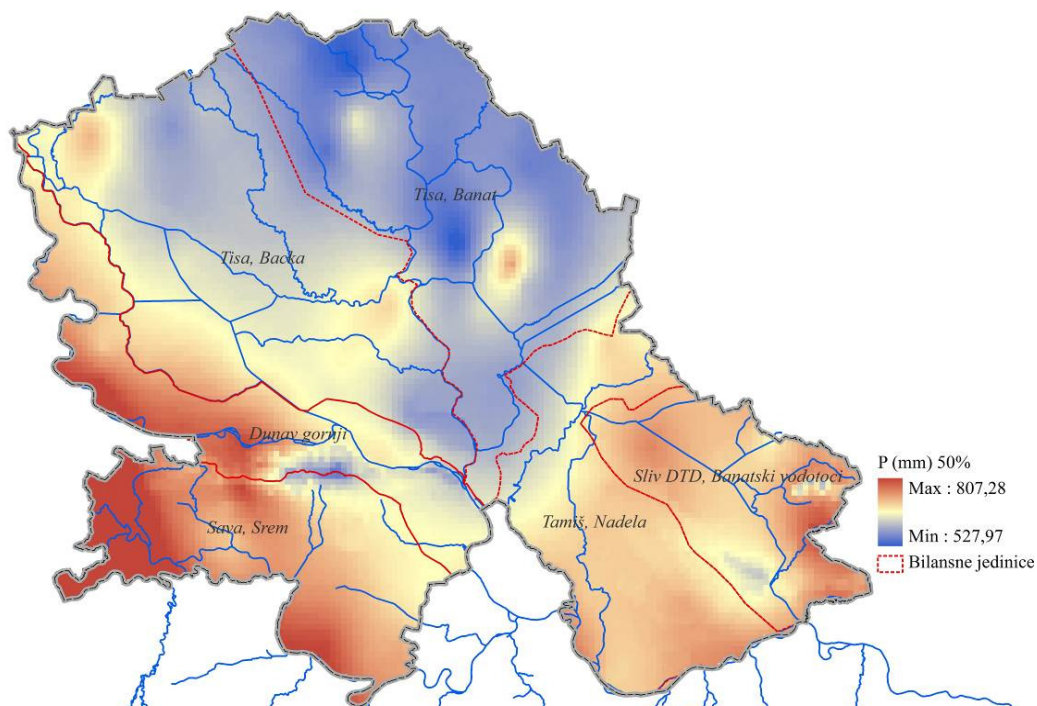 Tisa, Banat
Tisa, Backa
Dunav gornji
Sliv DTD, Banatski vodotoci
Sava, Srem
Tamiš, Nadela
P (mm) 50%
Max : 807,28
Min : 527,97
Bilansne jedinice